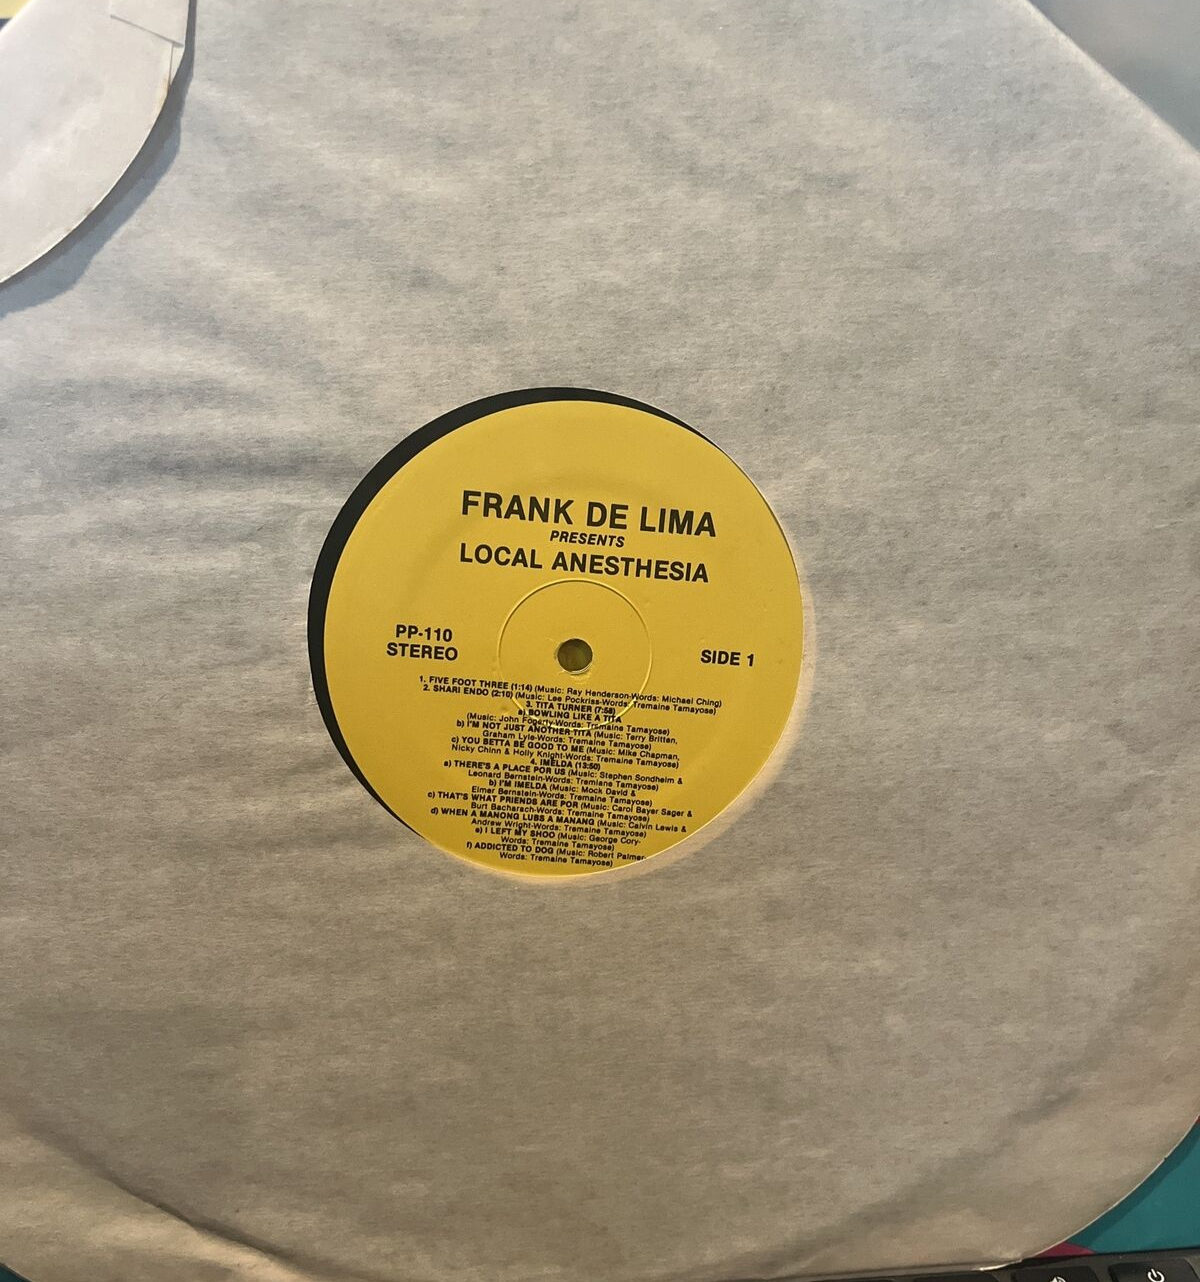 FRANK DE LIMA
PRESENTS
LOCAL ANESTHESIA
PP-110
STEREO
SIDE 1
1. FIVE FOOT THREE (1:14) (Music: Ray Henderson-Words: Michael Ching)
2. SHARI ENDO (2:10) (Music: Lee Pockriss-Words: Tremaine Tamayose)
3. TITA TURNER (7:58)
a) BOWLING LIKE A TITA
(Music: John Fogerty-Words: Tremaine Tamayose)
b) I'M NOT JUST ANOTHER TITA (Music: Terry Britten,
Graham Lyle-Words: Tremaine Tamayose)
c) YOU BETTA BE GOOD TO ME (Music: Mike Chapman,
Nicky Chinn & Holly Knight-Words: Tremaine Tamayose)
4. IMELDA (13:50)
a) THERE'S A PLACE POR US (Music: Stephen Sondheim &
Leonard Bernstein-Words: Tremiane Tamayose)
b) I'M IMELDA (Music: Mock David &
Elmer Bernstein-Words: Tremaine Tamayose)
c) THAT'S WHAT PRIENDS ARE POR (Music: Carol Bayer Sager &
Burt Bacharach-Words: Tremaine Tamayose)
d) WHEN A MANONG LUBS A MANANG (Music: Calvin Lewis &
Andrew Wright-Words: Tremaine Tamayose)
e) I LEFT MY SHOO (Music: George Cory-
Words: Tremaine Tamayose)
f) ADDICTED TO DOG (Music: Robert Palmer-
Words: Tremaine Tamayose)